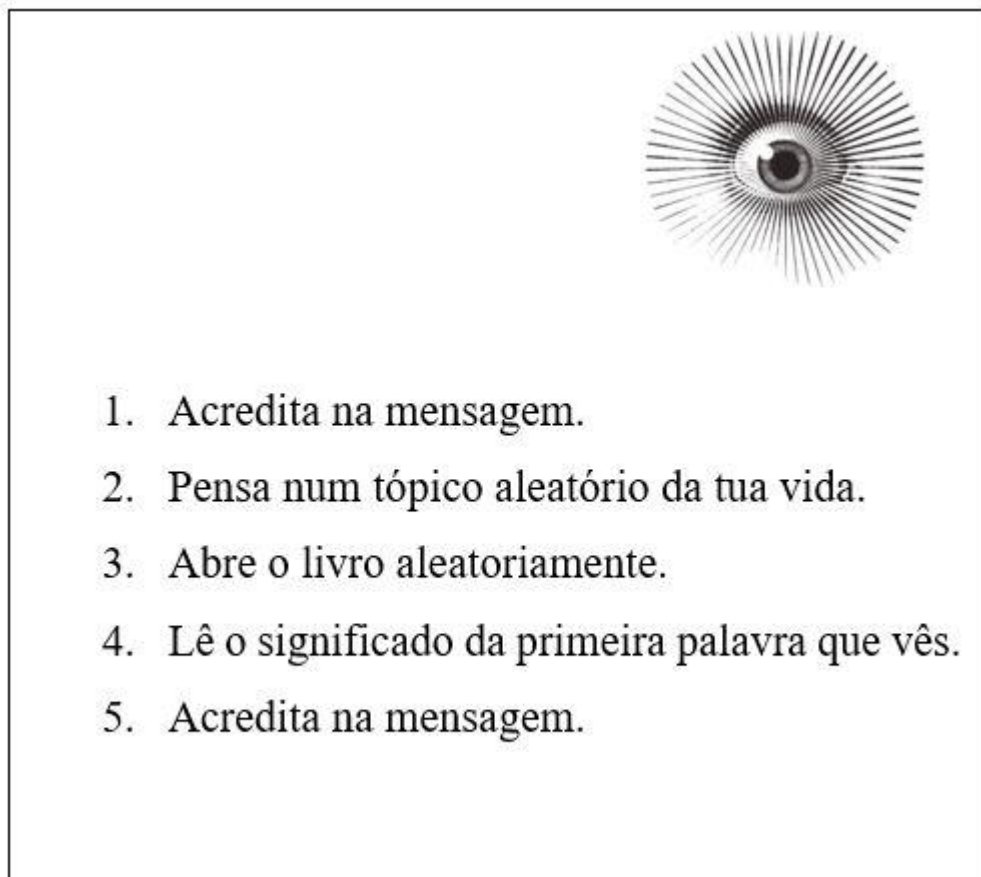 1. Acredita na mensagem.
2. Pensa num tópico aleatório da tua vida.
3. Abre o livro aleatoriamente.
4. Lê o significado da primeira palavra que vês.
5. Acredita na mensagem.